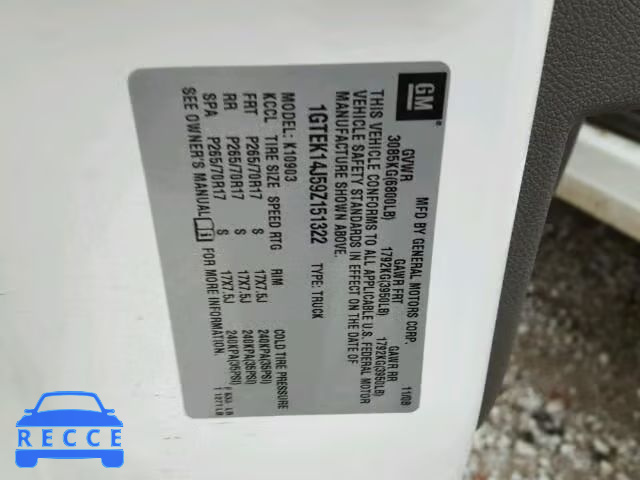 GM
MFD BY GENERAL MOTORS CORP. 11/08
GVWR GAWR FRT GAWR RR
3085KG(6800LB) 1792KG(3950LB) 1792KG(3950LB)
THIS VEHICLE CONFORMS TO ALL APPLICABLE U.S. FEDERAL MOTOR
VEHICLE SAFETY STANDARDS IN EFFECT ON THE DATE OF
MANUFACTURE SHOWN ABOVE.
1GTEK14J59Z151322 TYPE: TRUCK
MODEL: K10903
KCCL TIRE SIZE SPEED RTG RIM COLD TIRE PRESSURE
FRT P265/70R17 S 17X7.5J 240KPA(35PSI)
RR P265/70R17 S 17X7.5J 240KPA(35PSI)
SPA P265/70R17 S 17X7.5J 240KPA(35PSI)
SEE OWNER'S MANUAL FOR MORE INFORMATION.
RECCE